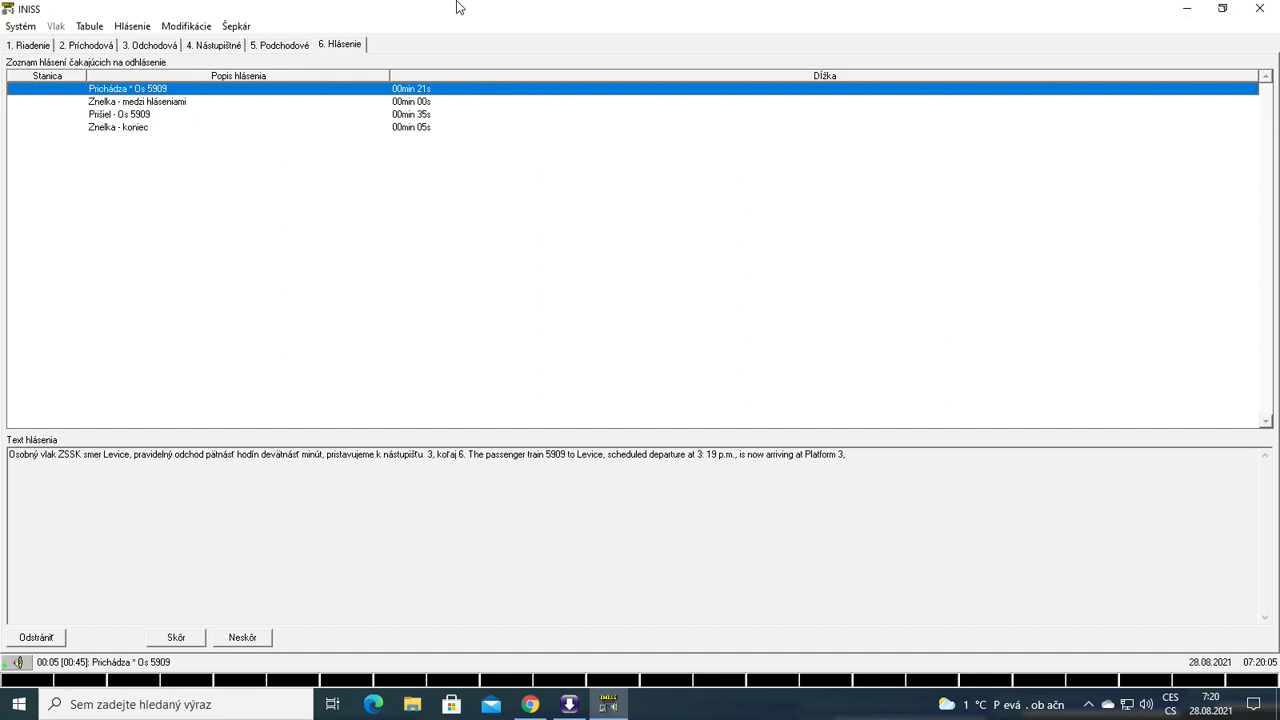 INISS
Systém Vlak Tabule Hlásenie Modifikácie Šepkár
1. Riadenie 2. Príchodová 3. Odchodová 4. Nástupištné 5. Podchodové 6. Hlásenie
Zoznam hlásení čakajúcich na odhlásenie
Stanica Popis hlásenia Dĺžka
Prichádza * Os 5909 00min 21s
Znelka - medzi hláseniami 00min 00s
Prišiel - Os 5909 00min 35s
Znelka - koniec 00min 05s
Text hlásenia
Osobný vlak ZSSK smer Levice, pravidelný odchod pätnásť hodín devätnásť minút, pristavujeme k nástupišťu 3, koľaj 6. The passenger train 5909 to Levice, scheduled departure at 3: 19 p.m., is now arriving at Platform 3,
Odstrániť Skôr Neskôr
00:05 [00:45]: Prichádza * Os 5909 28.08.2021 07:20:05
Sem zadejte hledaný výraz 1 °C P evá . ob ačn CES 7:20
CS 28.08.2021